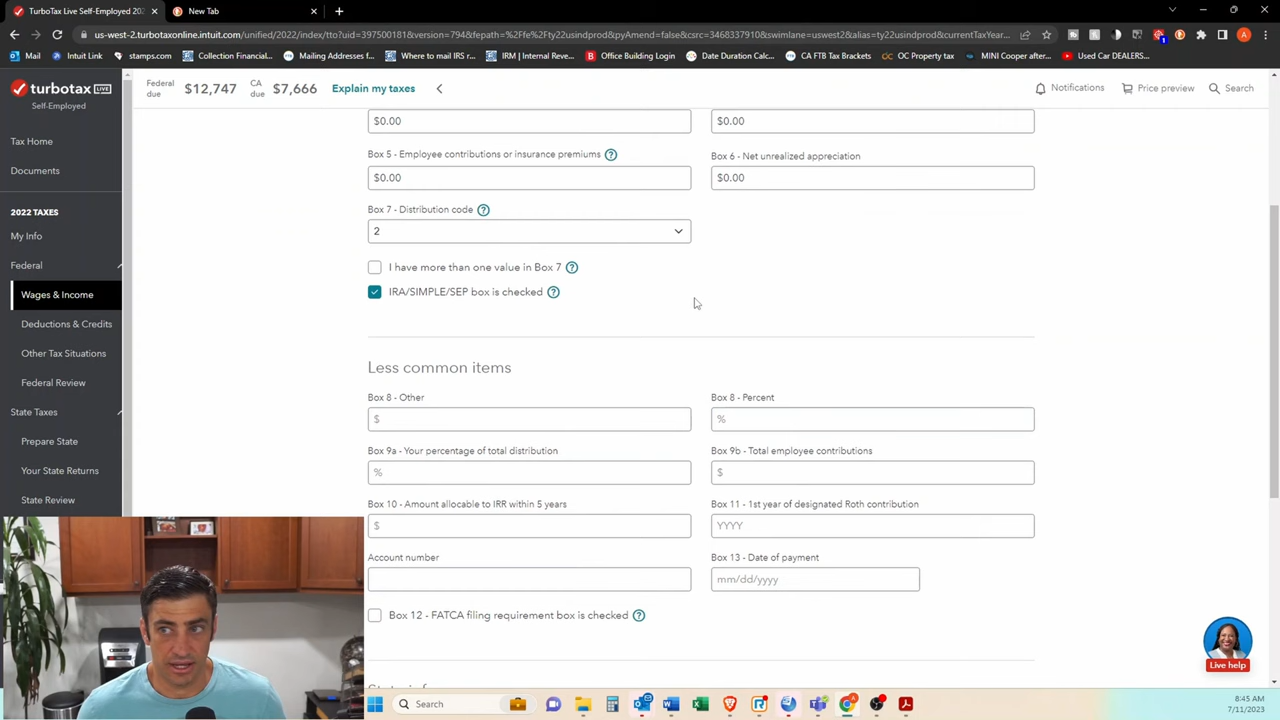 TurboTax Live Self-Employed 202
New Tab
us-west-2.turbotaxonline.intuit.com/unified/2022/index/tto?uid=397500181&version=794&fepath=%2Ffe%2Fty22usindprod&pyAmend=false&csrc=3468337910&swimlane=uswest2&alias=ty22usindprod&currentTaxYear...
Mail
Intuit Link
stamps.com
Collection Financial...
Mailing Addresses f...
Where to mail IRS r...
IRM | Internal Reve...
Office Building Login
Date Duration Calc...
CA FTB Tax Brackets
OC Property tax
MINI Cooper after...
Used Car DEALERS...
turbotax LIVE
Self-Employed
Federal due $12,747
CA due $7,666
Explain my taxes
Notifications
Price preview
Search
Tax Home
Documents
2022 TAXES
My Info
Federal
Wages & Income
Deductions & Credits
Other Tax Situations
Federal Review
State Taxes
Prepare State
Your State Returns
State Review
$0.00
$0.00
Box 5 - Employee contributions or insurance premiums
Box 6 - Net unrealized appreciation
$0.00
$0.00
Box 7 - Distribution code
2
I have more than one value in Box 7
IRA/SIMPLE/SEP box is checked
Less common items
Box 8 - Other
Box 8 - Percent
$
%
Box 9a - Your percentage of total distribution
Box 9b - Total employee contributions
%
$
Box 10 - Amount allocable to IRR within 5 years
Box 11 - 1st year of designated Roth contribution
$
YYYY
Account number
Box 13 - Date of payment
mm/dd/yyyy
Box 12 - FATCA filing requirement box is checked
Live help
Search
8:45 AM
7/11/2023